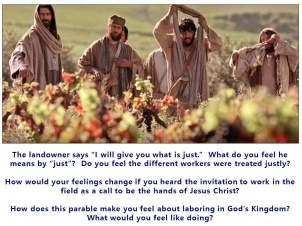 The landowner says "I will give you what is just." What do you feel he
means by "just"? Do you feel the different workers were treated justly?
How would your feelings change if you heard the invitation to work in the
field as a call to be the hands of Jesus Christ?
How does this parable make you feel about laboring in God's Kingdom?
What would you feel like doing?